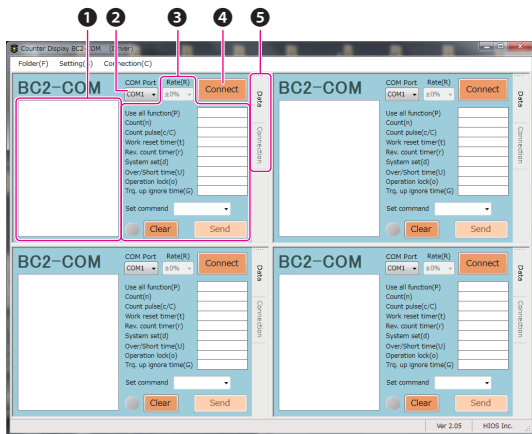 ❶ ❷ ❸ ❹ ❺
Counter Display BC2-COM (Driver)
Folder(F) Setting(S) Connection(C)
BC2-COM COM Port Rate(R) Connect
COM1 ±0%
Data
Connection
Use all function(P)
Count(n)
Count pulse(c/C)
Work reset timer(t)
Rev. count timer(r)
System set(d)
Over/Short time(U)
Operation lock(o)
Trq. up ignore time(G)
Set command
Clear Send
BC2-COM COM Port Rate(R) Connect
COM1 ±0%
Data
Connection
Use all function(P)
Count(n)
Count pulse(c/C)
Work reset timer(t)
Rev. count timer(r)
System set(d)
Over/Short time(U)
Operation lock(o)
Trq. up ignore time(G)
Set command
Clear Send
BC2-COM COM Port Rate(R) Connect
COM1 ±0%
Data
Connection
Use all function(P)
Count(n)
Count pulse(c/C)
Work reset timer(t)
Rev. count timer(r)
System set(d)
Over/Short time(U)
Operation lock(o)
Trq. up ignore time(G)
Set command
Clear Send
BC2-COM COM Port Rate(R) Connect
COM1 ±0%
Data
Connection
Use all function(P)
Count(n)
Count pulse(c/C)
Work reset timer(t)
Rev. count timer(r)
System set(d)
Over/Short time(U)
Operation lock(o)
Trq. up ignore time(G)
Set command
Clear Send
Ver 2.05 HIOS Inc.